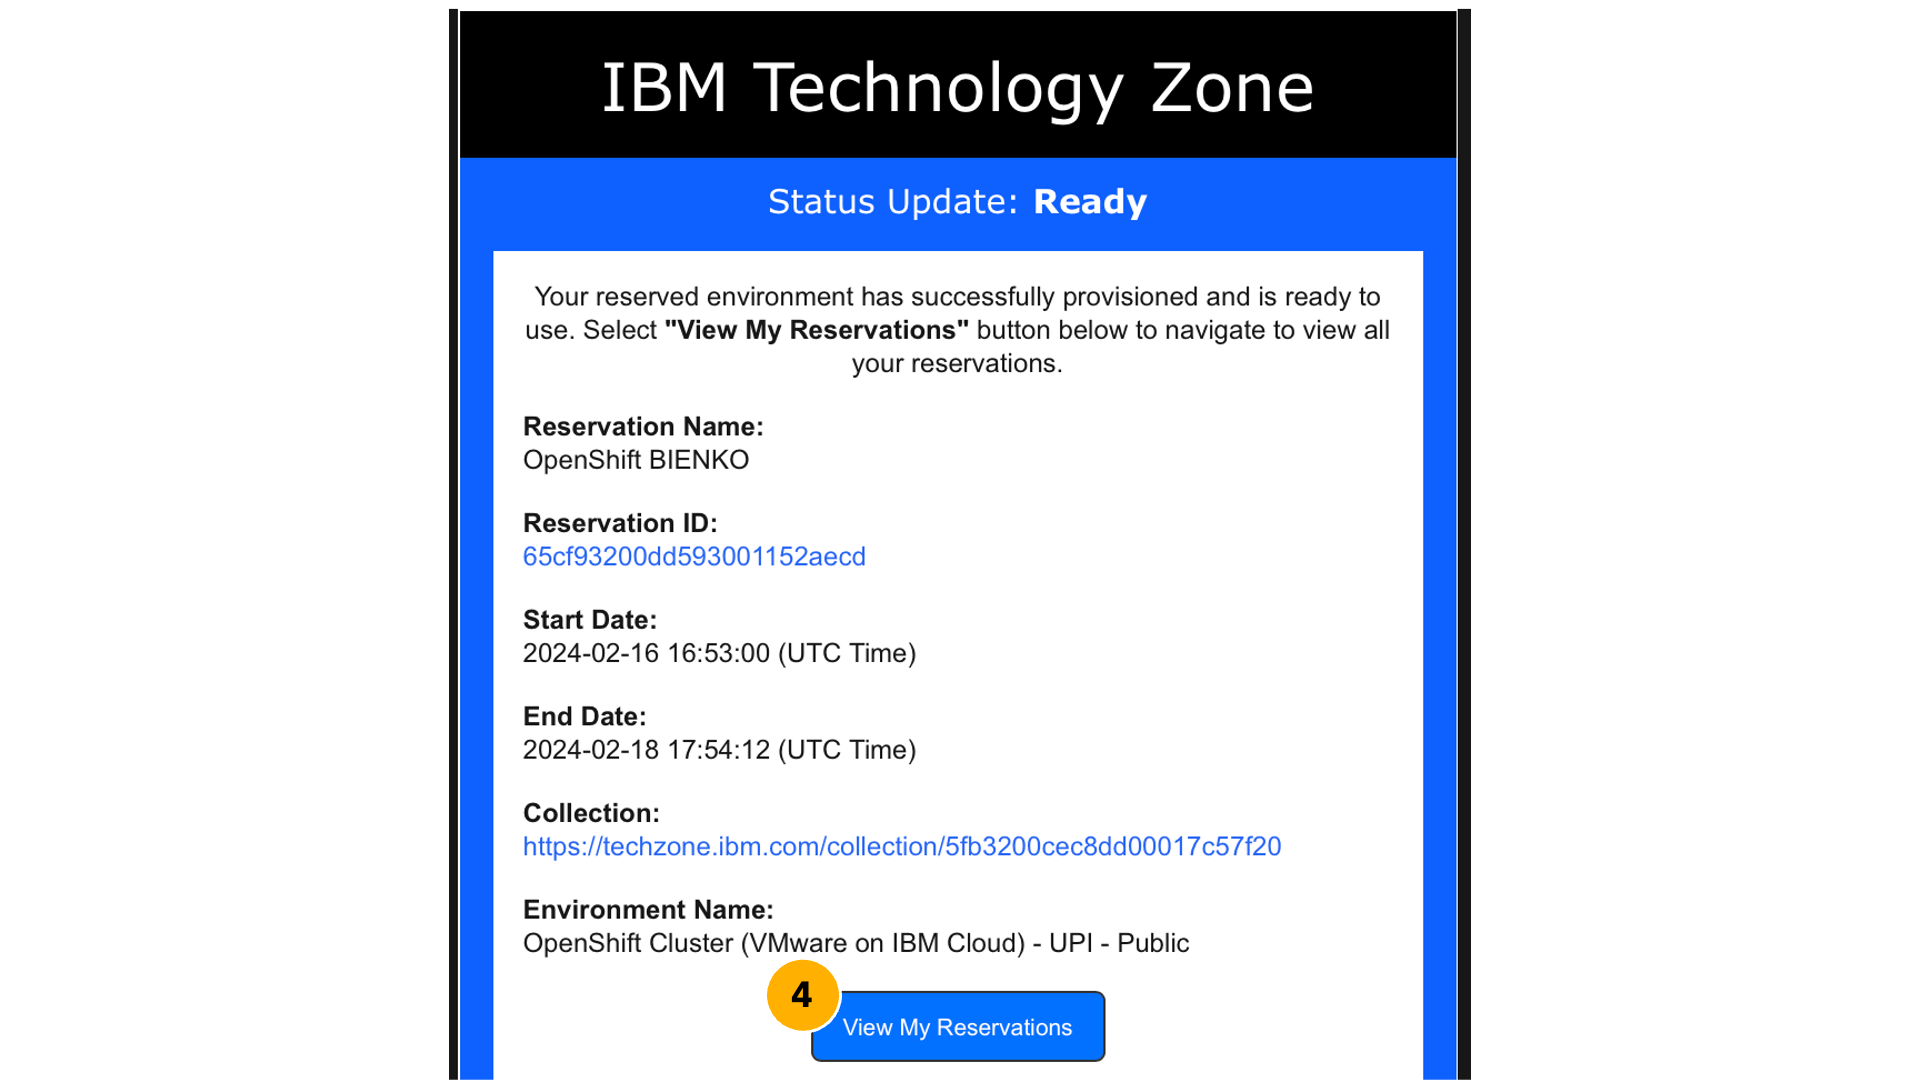 IBM Technology Zone
Status Update: Ready
Your reserved environment has successfully provisioned and is ready to
use. Select "View My Reservations" button below to navigate to view all
your reservations.
Reservation Name:
OpenShift BIENKO
Reservation ID:
65cf93200dd593001152aecd
Start Date:
2024-02-16 16:53:00 (UTC Time)
End Date:
2024-02-18 17:54:12 (UTC Time)
Collection:
https://techzone.ibm.com/collection/5fb3200cec8dd00017c57f20
Environment Name:
OpenShift Cluster (VMware on IBM Cloud) - UPI - Public
4
View My Reservations